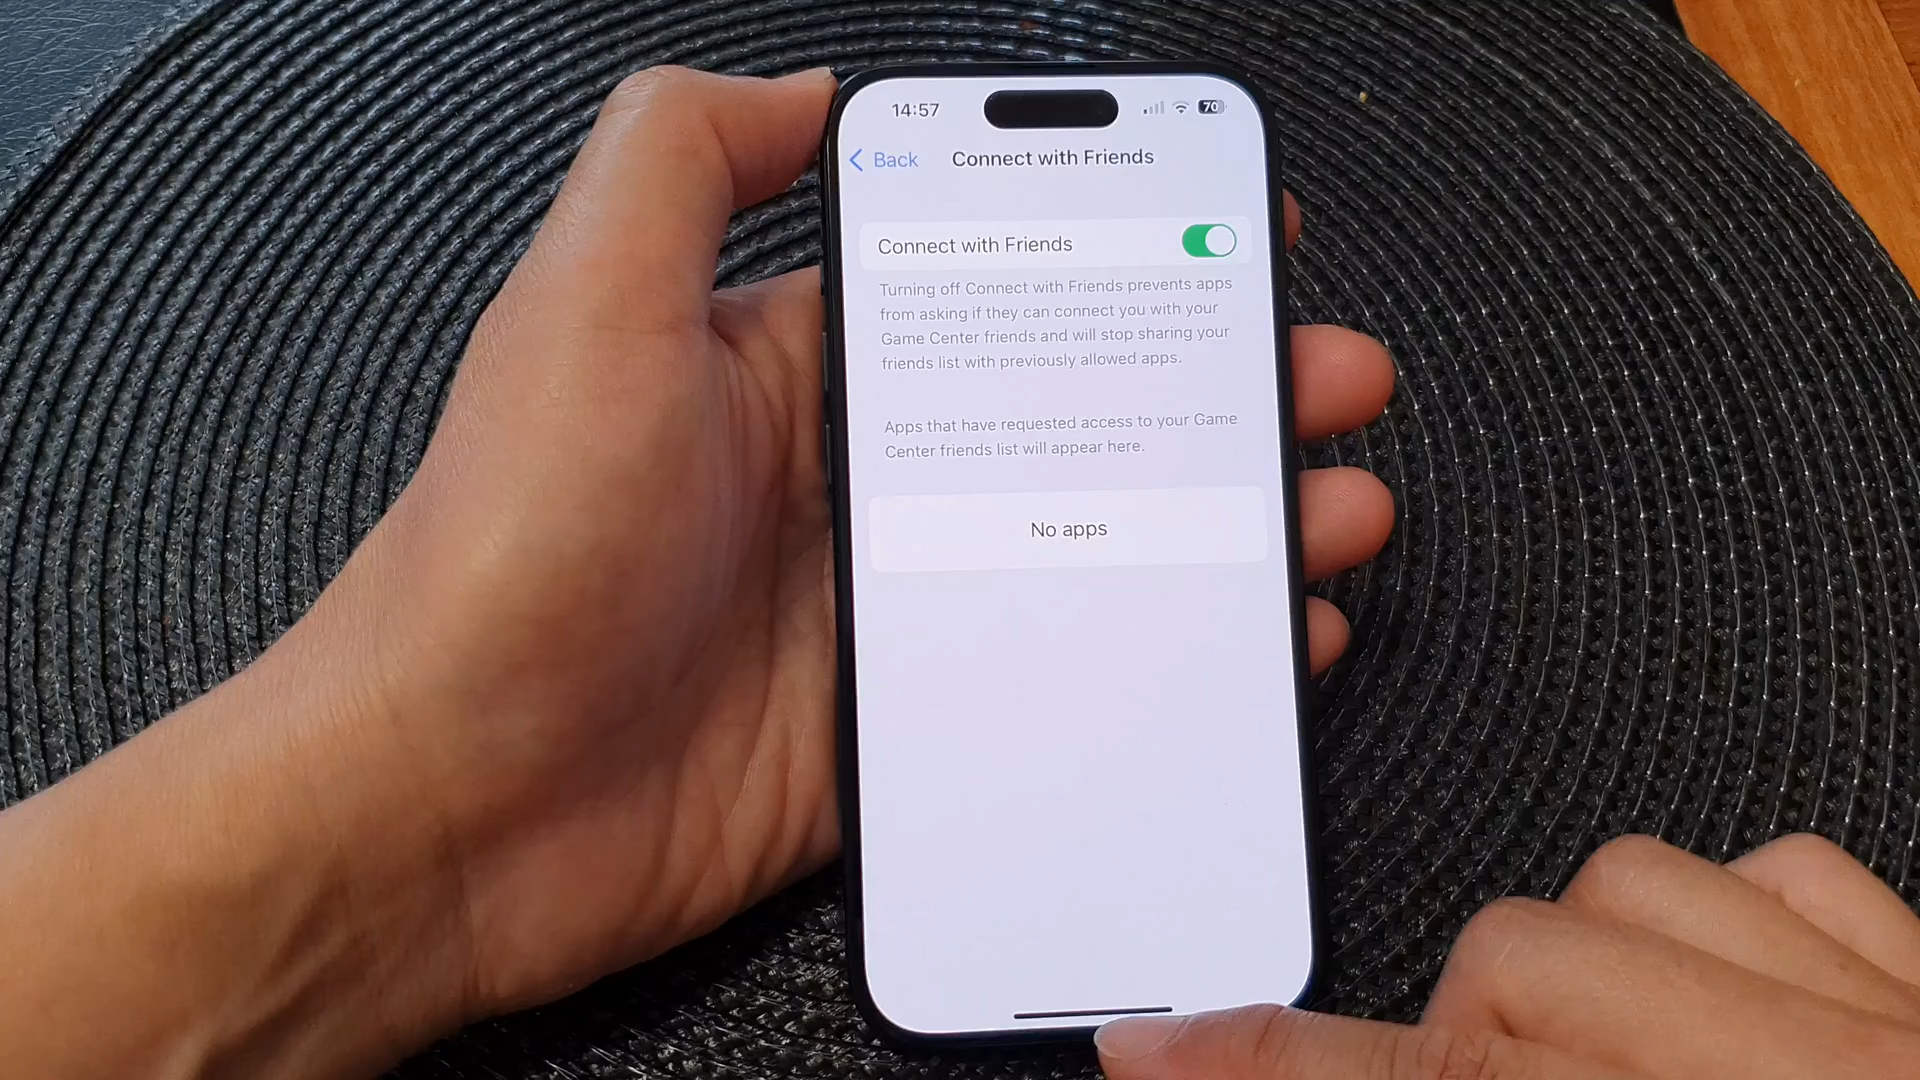 14:57
70
Back
Connect with Friends
Connect with Friends
Turning off Connect with Friends prevents apps
from asking if they can connect you with your
Game Center friends and will stop sharing your
friends list with previously allowed apps.
Apps that have requested access to your Game
Center friends list will appear here.
No apps